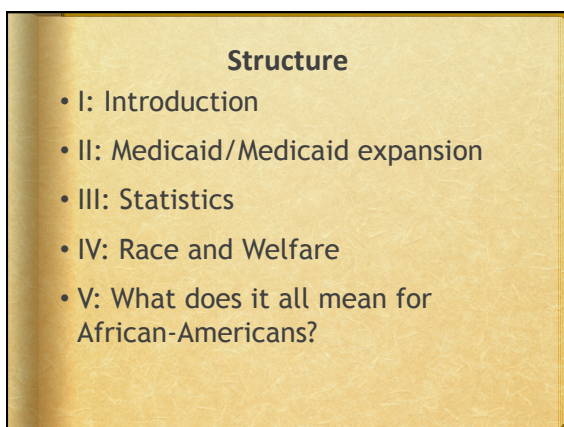 Structure
• I: Introduction
• II: Medicaid/Medicaid expansion
• III: Statistics
• IV: Race and Welfare
• V: What does it all mean for
African-Americans?